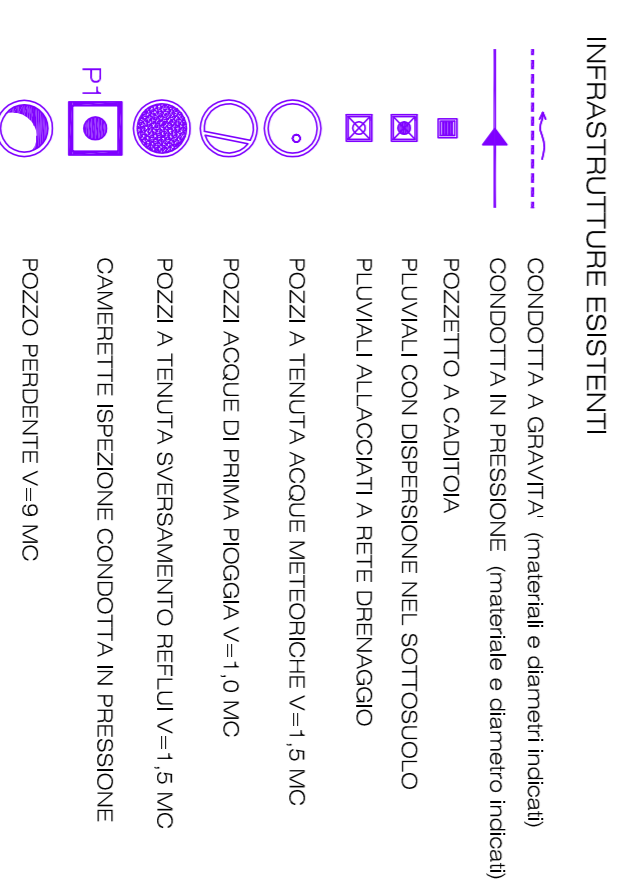 INFRASTRUTTURE ESISTENTI
CONDOTTA A GRAVITA' (materiali e diametri indicati)
CONDOTTA IN PRESSIONE (materiale e diametro indicati)
POZZETTO A CADITOIA
PLUVIALI CON DISPERSIONE NEL SOTTOSUOLO
PLUVIALI ALLACCIATI A RETE DRENAGGIO
POZZI A TENUTA ACQUE METEORICHE V=1,5 MC
POZZI ACQUE DI PRIMA PIOGGIA V=1,0 MC
POZZI A TENUTA SVERSAMENTO REFLUI V=1,5 MC
P1 CAMERETTE ISPEZIONE CONDOTTA IN PRESSIONE
POZZO PERDENTE V=9 MC